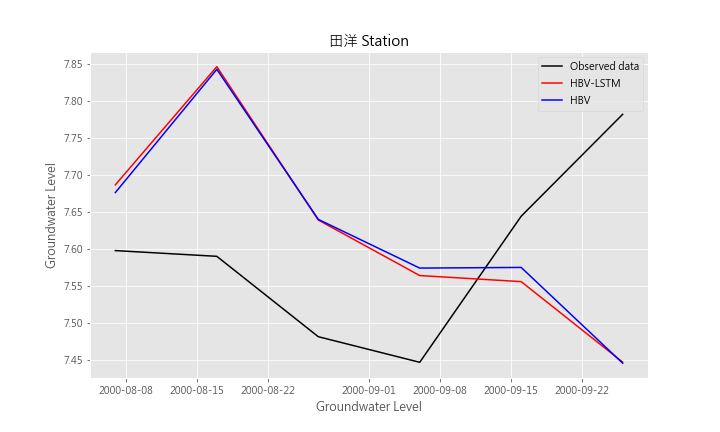 田洋 Station
Observed data
HBV-LSTM
HBV
Groundwater Level
7.85
7.80
7.75
7.70
7.65
7.60
7.55
7.50
7.45
2000-08-08
2000-08-15
2000-08-22
2000-09-01
2000-09-08
2000-09-15
2000-09-22
Groundwater Level